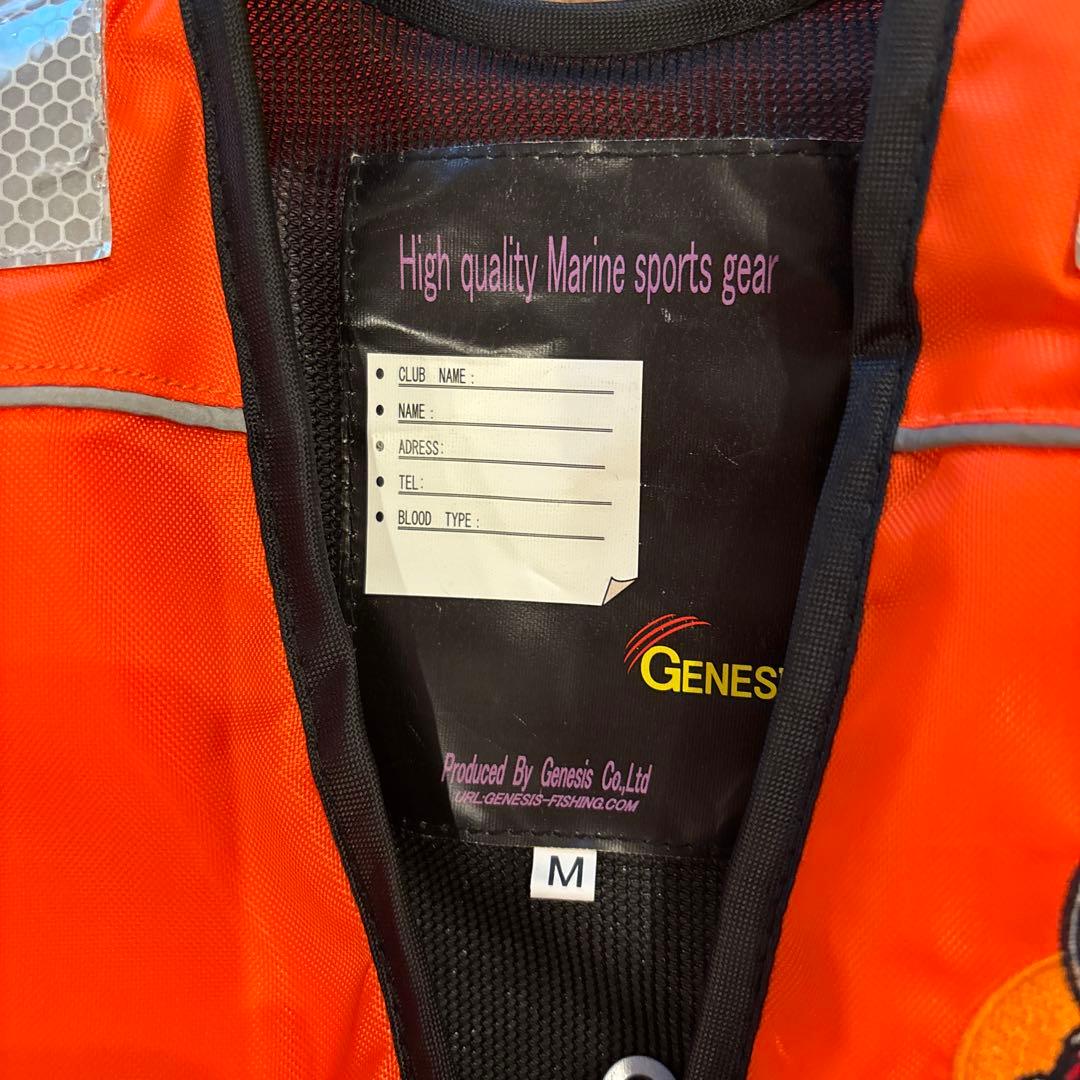 High quality Marine sports gear
• CLUB NAME :
• NAME :
• ADRESS:
• TEL:
• BLOOD TYPE :
GENES
Produced By Genesis Co.,Ltd
URL:GENESIS-FISHING.COM
M